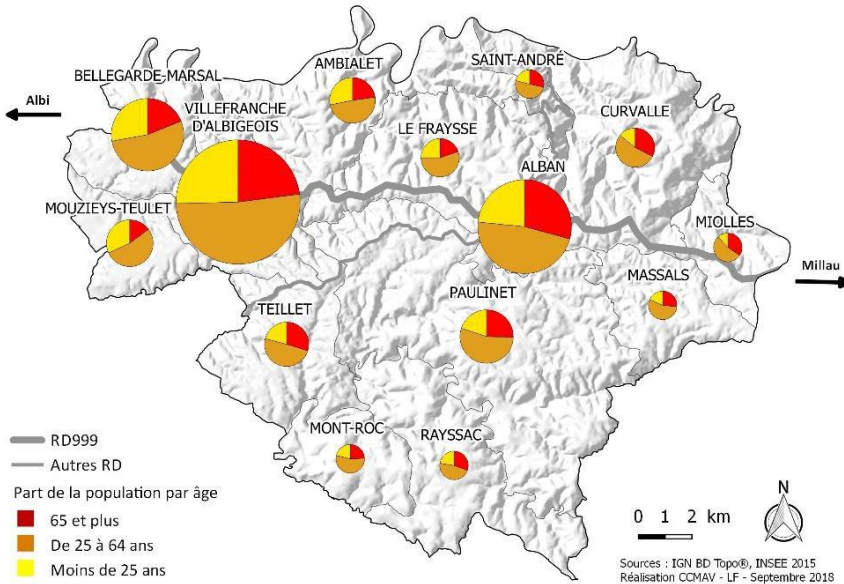 AMBIALET
SAINT-ANDRÉ
BELLEGARDE-MARSAL
Albi
VILLEFRANCHE
D'ALBIGEOIS
CURVALLE
LE FRAYSSE
ALBAN
MOUZIEYS-TEULET
MIOLLES
MASSALS
Millau
PAULINET
TEILLET
MONT-ROC
RAYSSAC
RD999
Autres RD
Part de la population par âge
65 et plus
De 25 à 64 ans
Moins de 25 ans
N
0 1 2 km
Sources : IGN BD Topo®, INSEE 2015
Réalisation CCMAV - LF - Septembre 2018